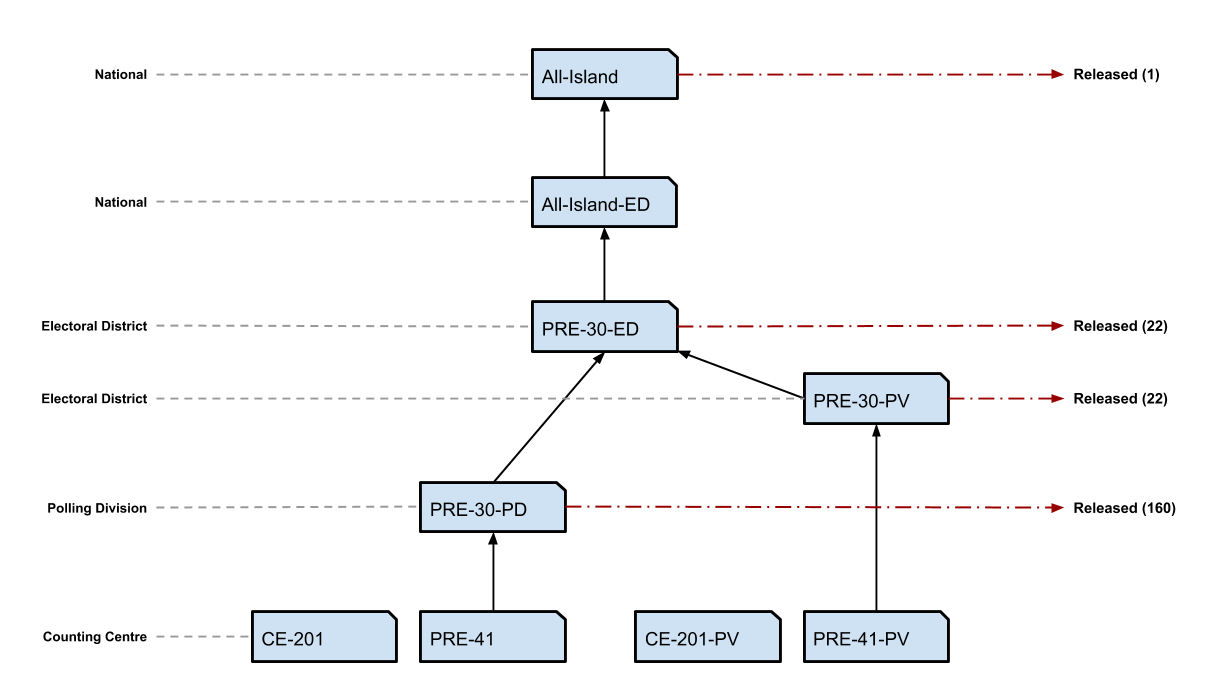 National
All-Island
Released (1)
National
All-Island-ED
Electoral District
PRE-30-ED
Released (22)
Electoral District
PRE-30-PV
Released (22)
Polling Division
PRE-30-PD
Released (160)
Counting Centre
CE-201
PRE-41
CE-201-PV
PRE-41-PV